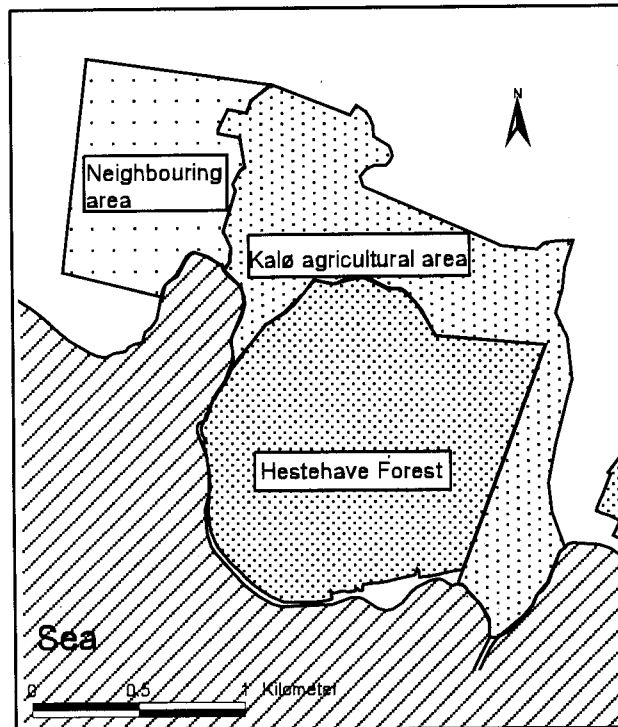 N
Neighbouring
area
Kalø agricultural area
Hestehave Forest
Sea
0 0.5 1 Kilometer